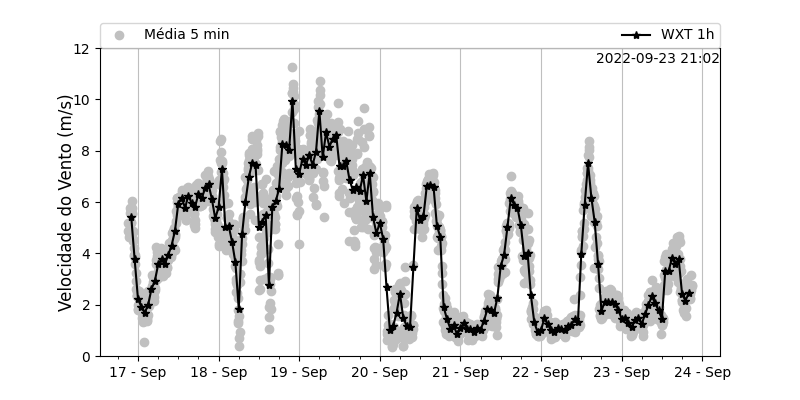 Média 5 min
WXT 1h
2022-09-23 21:02
Velocidade do Vento (m/s)
12
10
8
6
4
2
0
17 - Sep
18 - Sep
19 - Sep
20 - Sep
21 - Sep
22 - Sep
23 - Sep
24 - Sep